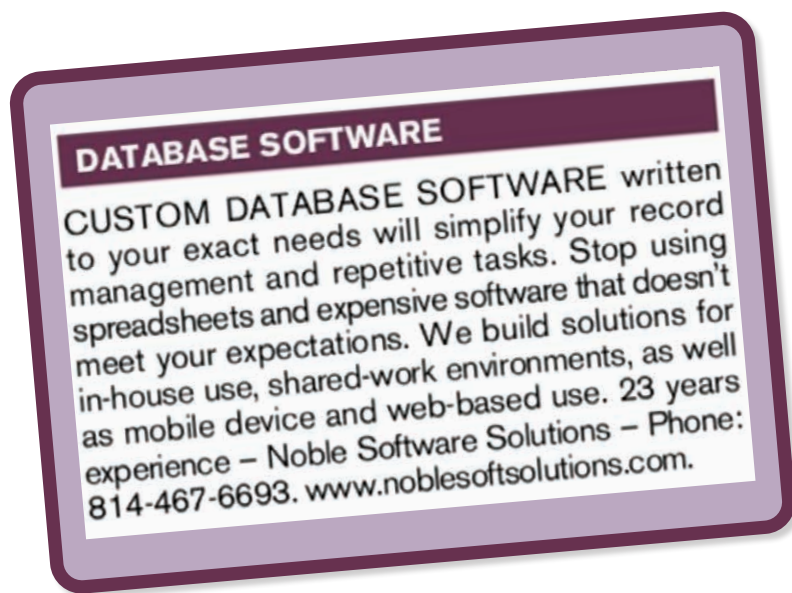 DATABASE SOFTWARE
CUSTOM DATABASE SOFTWARE written
to your exact needs will simplify your record
management and repetitive tasks. Stop using
spreadsheets and expensive software that doesn't
meet your expectations. We build solutions for
in-house use, shared-work environments, as well
as mobile device and web-based use. 23 years
experience – Noble Software Solutions – Phone:
814-467-6693. www.noblesoftsolutions.com.